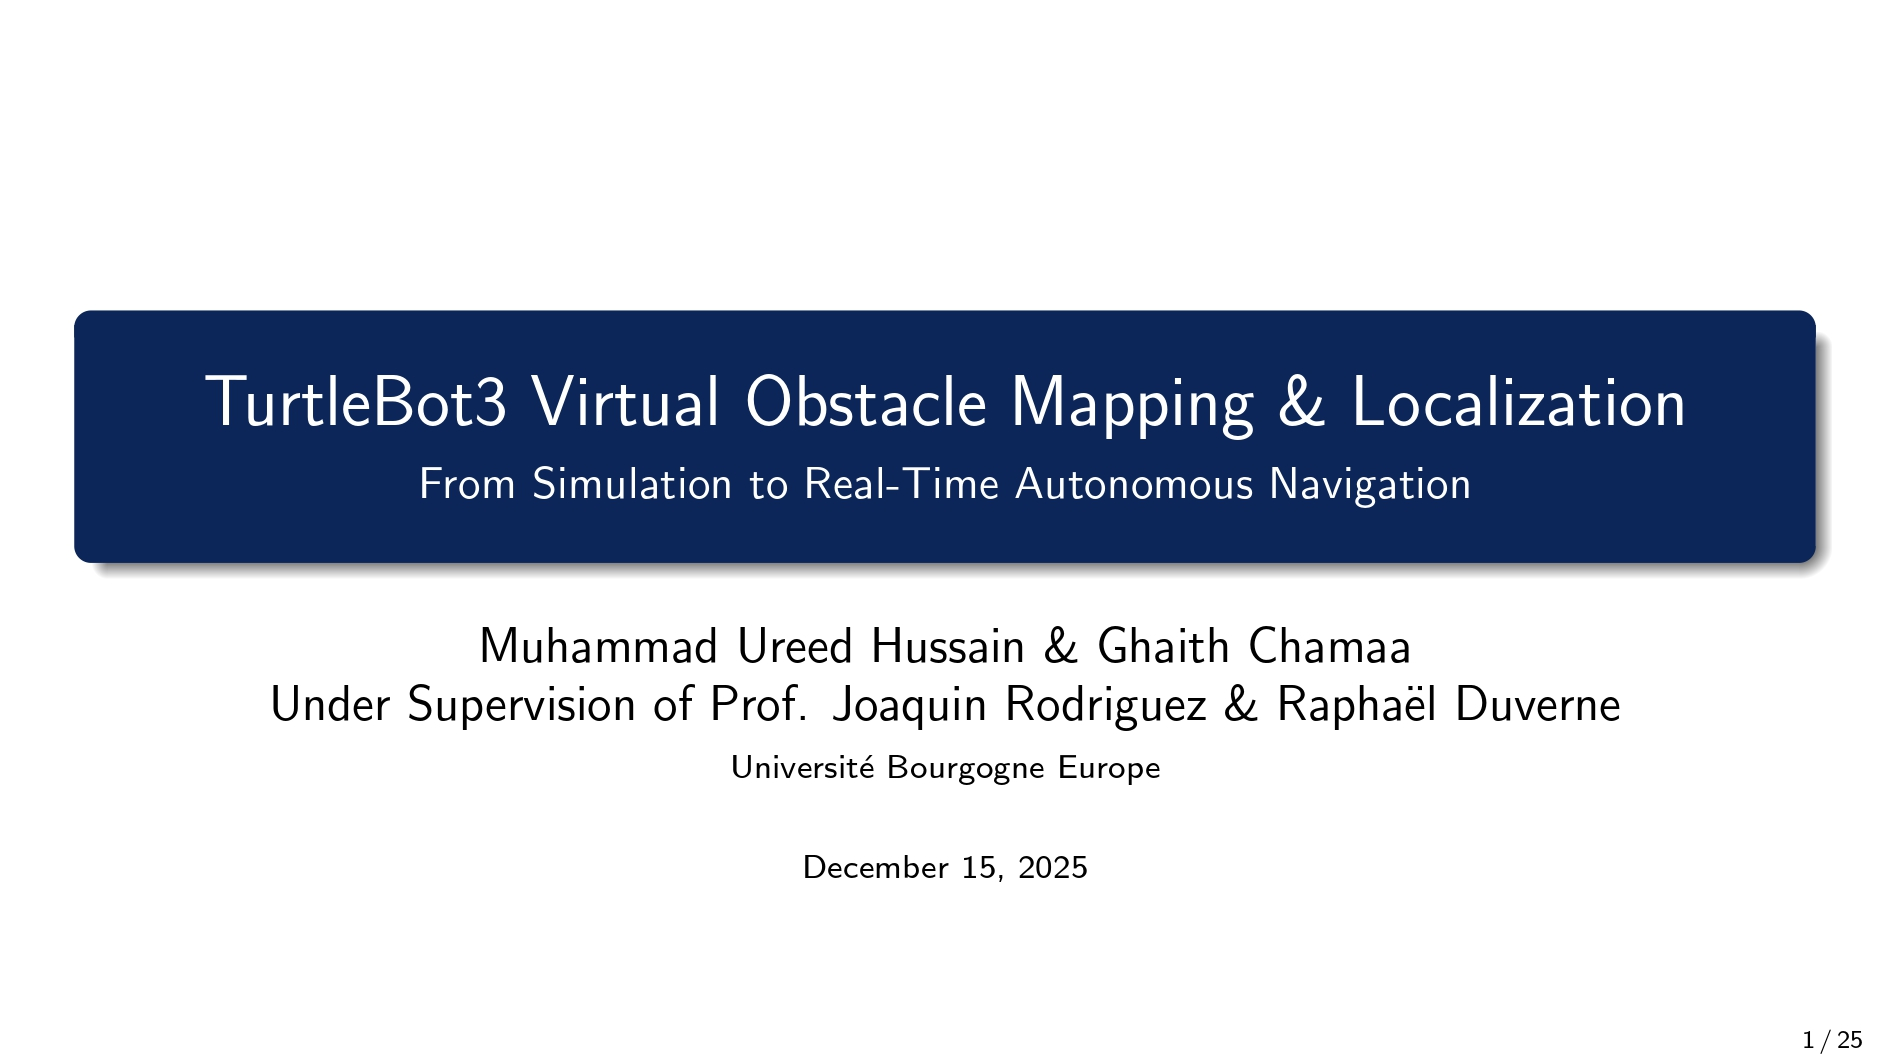 TurtleBot3 Virtual Obstacle Mapping & Localization
From Simulation to Real-Time Autonomous Navigation
Muhammad Ureed Hussain & Ghaith Chamaa
Under Supervision of Prof. Joaquin Rodriguez & Raphaël Duverne
Université Bourgogne Europe
December 15, 2025
1 / 25